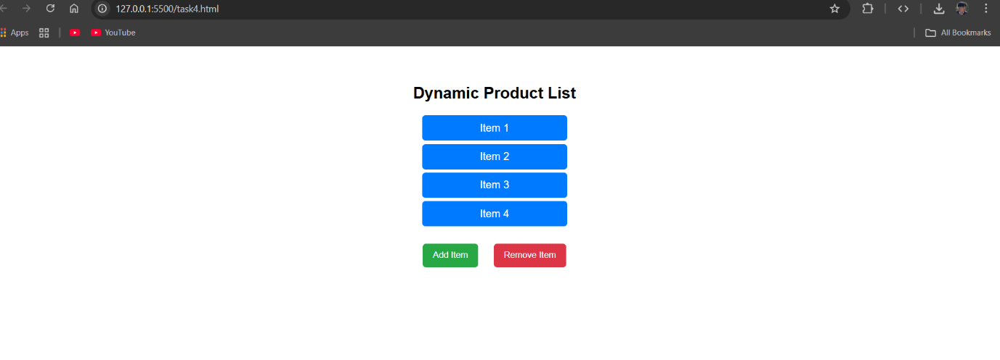 127.0.0.1:5500/task4.html
Apps YouTube All Bookmarks
Dynamic Product List
Item 1
Item 2
Item 3
Item 4
Add Item Remove Item